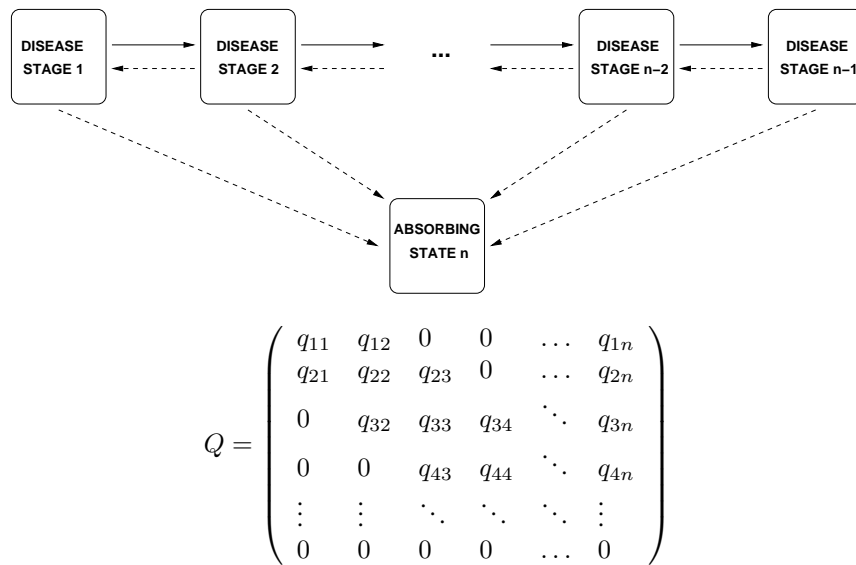 DISEASE STAGE 1
DISEASE STAGE 2
...
DISEASE STAGE n−2
DISEASE STAGE n−1
ABSORBING STATE n
Q =
q₁₁ q₁₂ 0 0 … q₁ₙ
q₂₁ q₂₂ q₂₃ 0 … q₂ₙ
0 q₃₂ q₃₃ q₃₄ ⋱ q₃ₙ
0 0 q₄₃ q₄₄ ⋱ q₄ₙ
⋮ ⋮ ⋱ ⋱ ⋱ ⋮
0 0 0 0 … 0